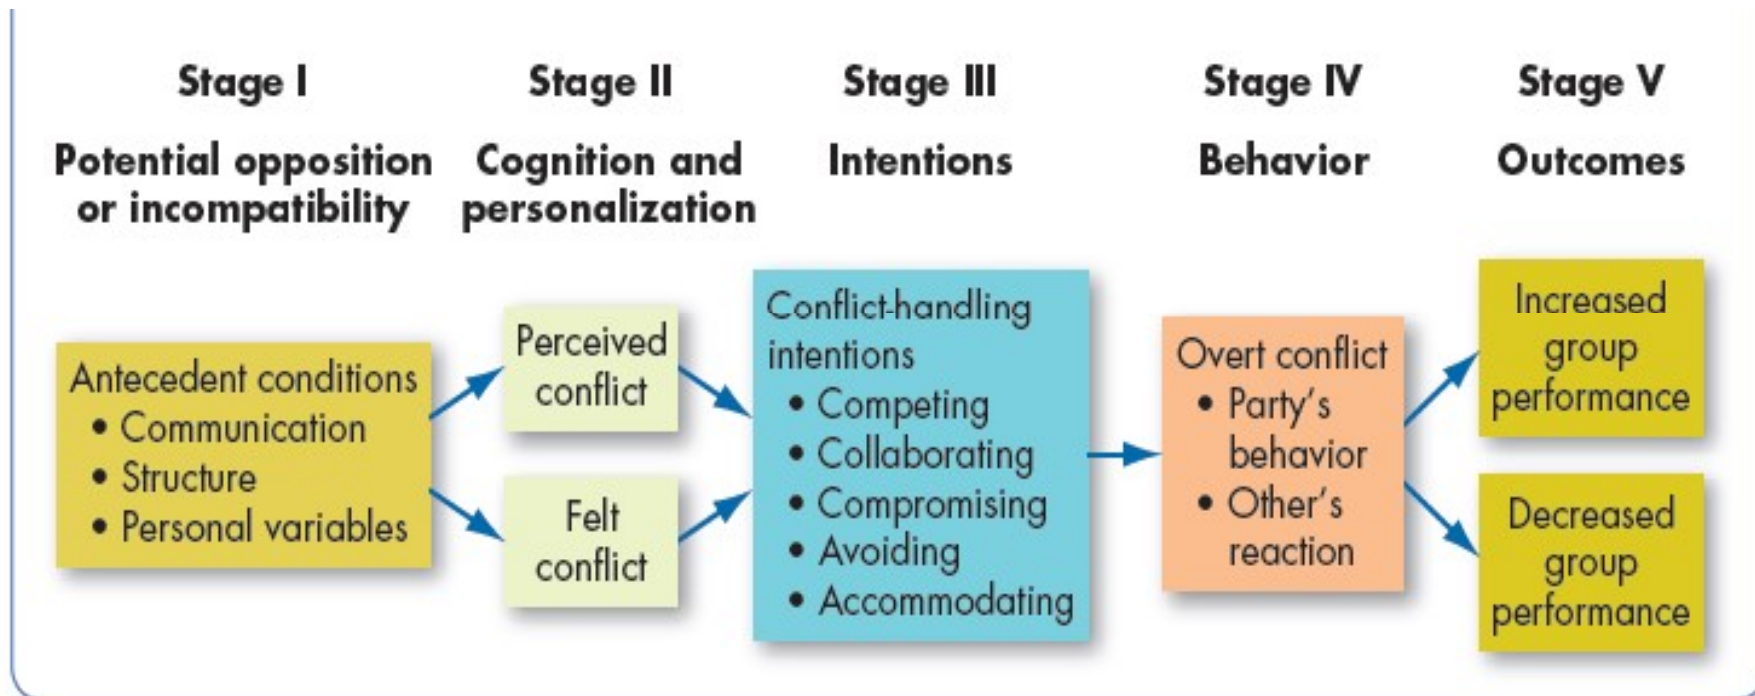 Stage I
Potential opposition
or incompatibility
Stage II
Cognition and
personalization
Stage III
Intentions
Stage IV
Behavior
Stage V
Outcomes
Antecedent conditions
• Communication
• Structure
• Personal variables
Perceived
conflict
Felt
conflict
Conflict-handling
intentions
• Competing
• Collaborating
• Compromising
• Avoiding
• Accommodating
Overt conflict
• Party's
behavior
• Other's
reaction
Increased
group
performance
Decreased
group
performance